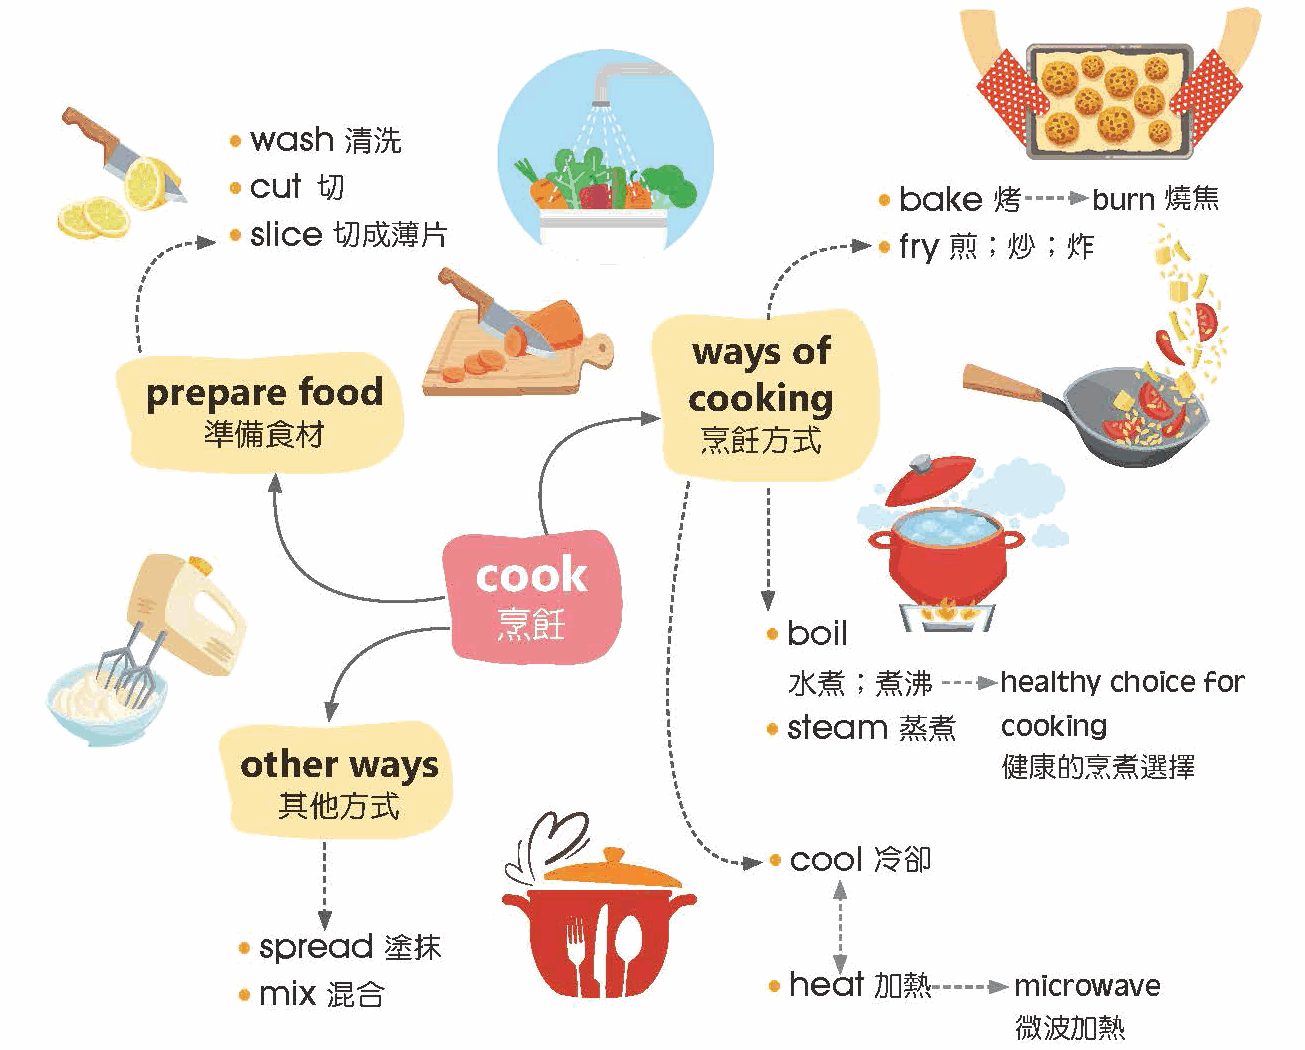 wash 清洗
cut 切
slice 切成薄片
prepare food
準備食材
bake 烤
burn 燒焦
fry 煎；炒；炸
ways of
cooking
烹飪方式
cook
烹飪
boil
水煮；煮沸
steam 蒸煮
healthy choice for
cooking
健康的烹煮選擇
other ways
其他方式
spread 塗抹
mix 混合
cool 冷卻
heat 加熱
microwave
微波加熱